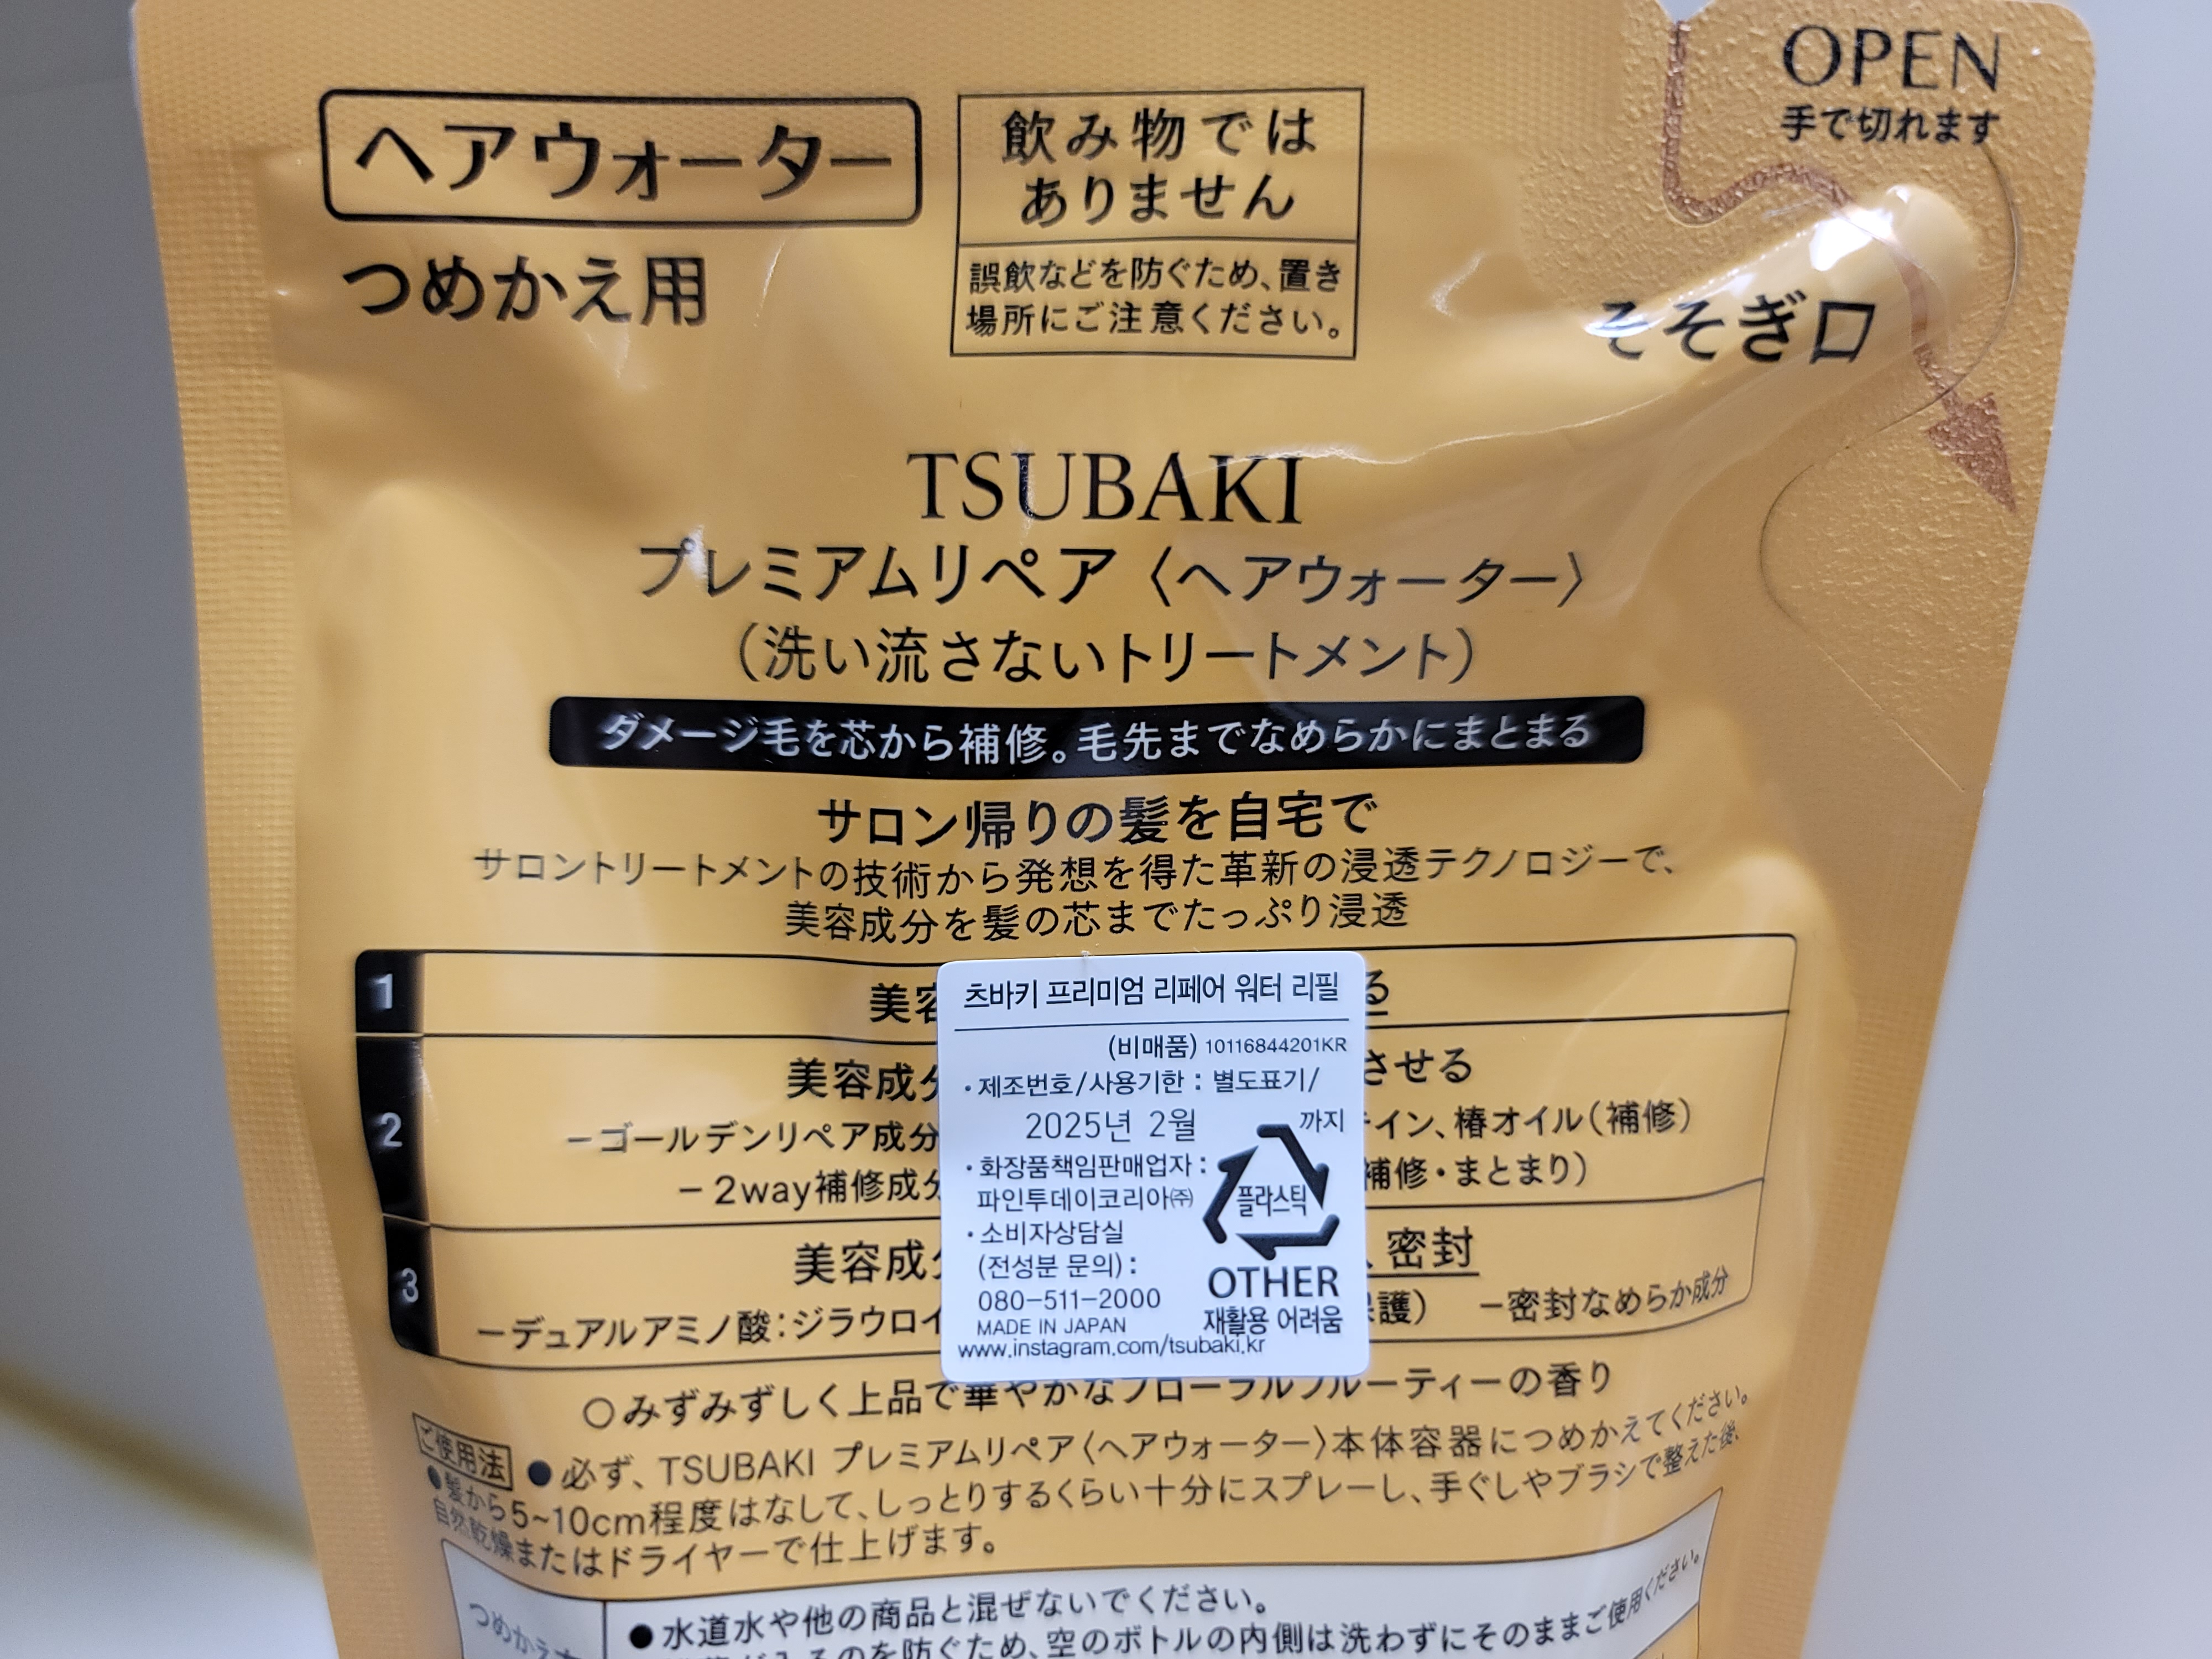 OPEN
手で切れます
ヘアウォーター
つめかえ用
飲み物では
ありません
誤飲などを防ぐため、置き
場所にご注意ください。
そそぎ口
TSUBAKI
プレミアムリペア〈ヘアウォーター〉
(洗い流さないトリートメント)
ダメージ毛を芯から補修。毛先までなめらかにまとまる
サロン帰りの髪を自宅で
サロントリートメントの技術から発想を得た革新の浸透テクノロジーで、
美容成分を髪の芯までたっぷり浸透
1 美容 る
2 美容成分 させる
−ゴールデンリペア成分 テイン、椿オイル(補修)
−2way補修成分 補修・まとまり)
3 美容成分 密封
−デュアルアミノ酸:ジラウロイ 護) −密封なめらか成分
츠바키 프리미엄 리페어 워터 리필
(비매품) 10116844201KR
・제조번호/사용기한 : 별도표기/
2025년 2월 까지
・화장품책임판매업자 :
파인투데이코리아㈜
・소비자상담실
(전성분 문의) :
080-511-2000
MADE IN JAPAN
www.instagram.com/tsubaki.kr
플라스틱
OTHER
재활용 어려움
○みずみずしく上品で華やかなフローラルフルーティーの香り
ご使用法 ●必ず、TSUBAKI プレミアムリペア〈ヘアウォーター〉本体容器につめかえてください。
●髪から5~10cm程度はなして、しっとりするくらい十分にスプレーし、手ぐしやブラシで整えた後、
自然乾燥またはドライヤーで仕上げます。
つめかえ方
●水道水や他の商品と混ぜないでください。
るのを防ぐため、空のボトルの内側は洗わずにそのままご使用ください。